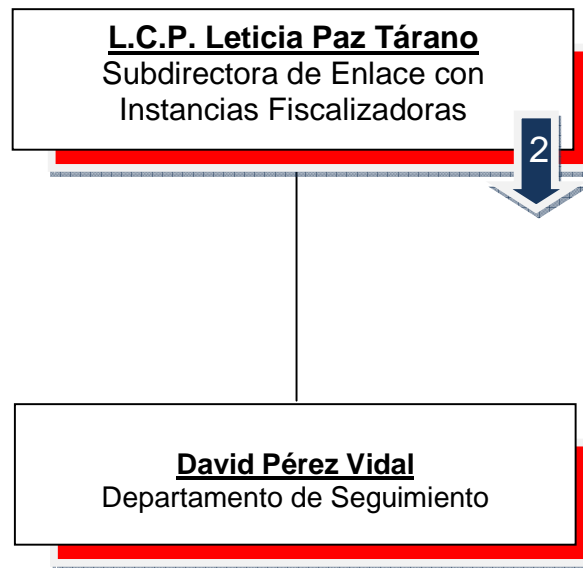 L.C.P. Leticia Paz Tárano
Subdirectora de Enlace con
Instancias Fiscalizadoras
2
David Pérez Vidal
Departamento de Seguimiento